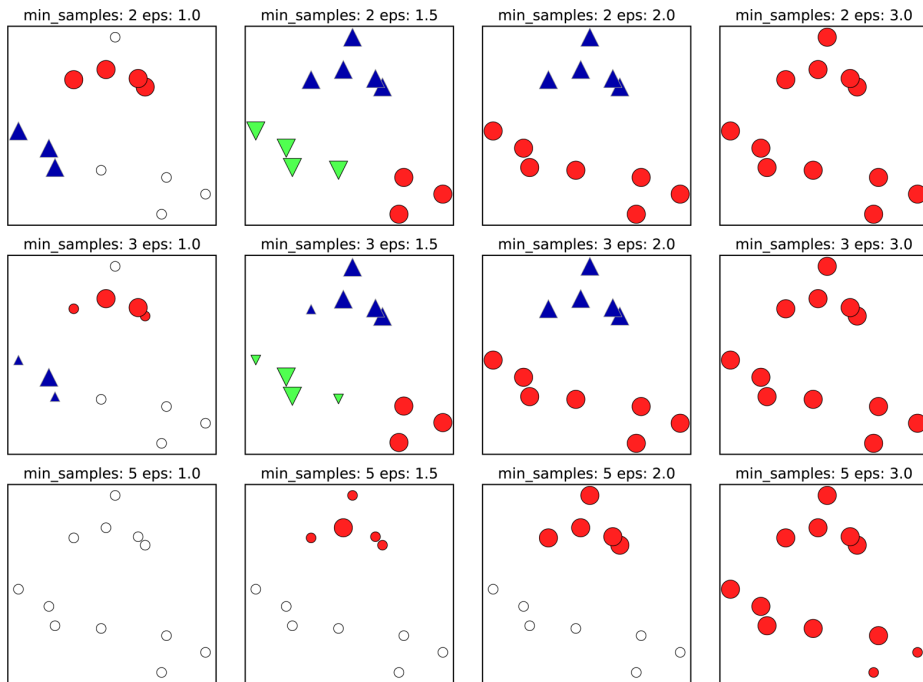 min_samples: 2 eps: 1.0
min_samples: 2 eps: 1.5
min_samples: 2 eps: 2.0
min_samples: 2 eps: 3.0
min_samples: 3 eps: 1.0
min_samples: 3 eps: 1.5
min_samples: 3 eps: 2.0
min_samples: 3 eps: 3.0
min_samples: 5 eps: 1.0
min_samples: 5 eps: 1.5
min_samples: 5 eps: 2.0
min_samples: 5 eps: 3.0